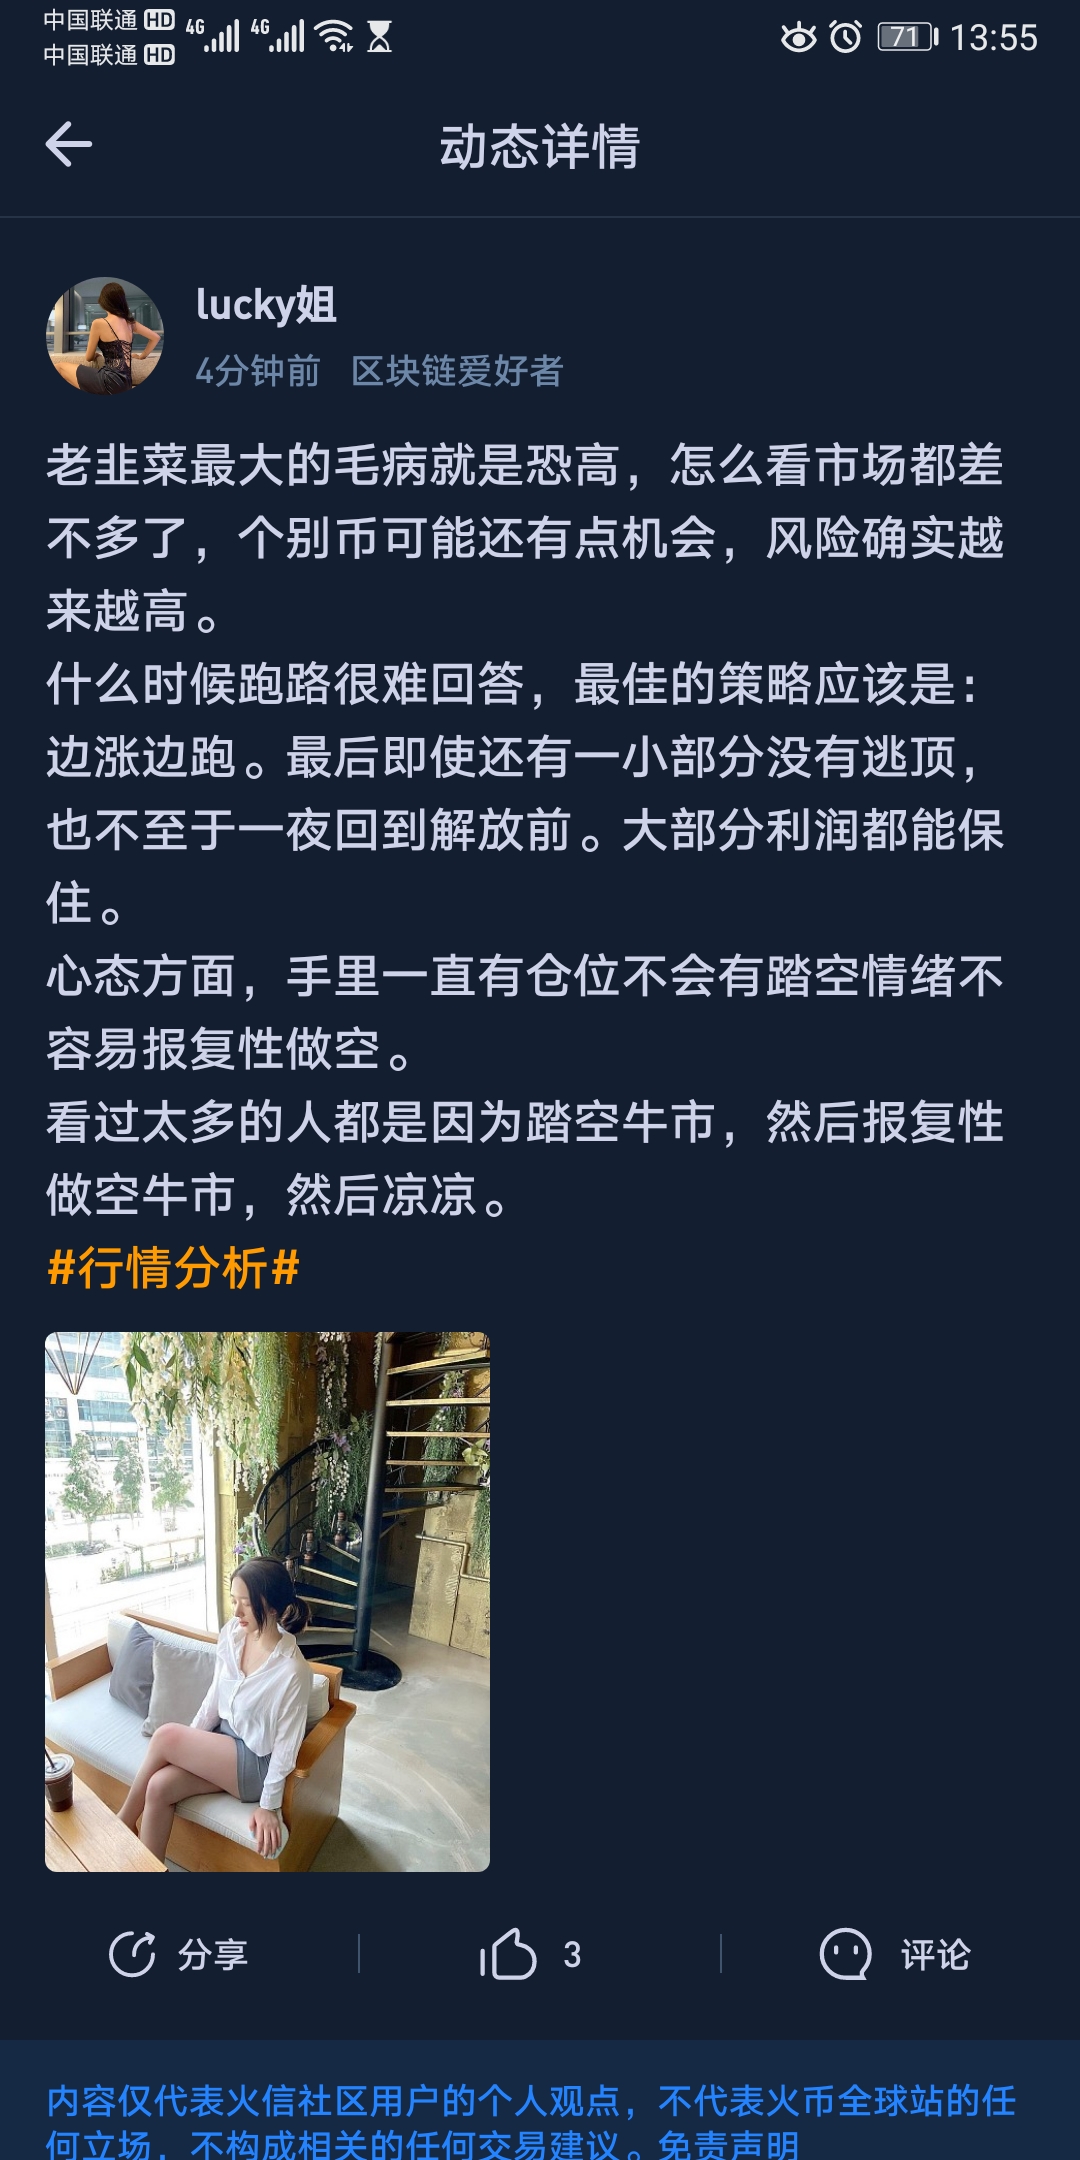 中国联通 HD 4G 4G 71 13:55
中国联通 HD
动态详情
lucky姐
4分钟前 区块链爱好者
老韭菜最大的毛病就是恐高，怎么看市场都差
不多了，个别币可能还有点机会，风险确实越
来越高。
什么时候跑路很难回答，最佳的策略应该是：
边涨边跑。最后即使还有一小部分没有逃顶，
也不至于一夜回到解放前。大部分利润都能保
住。
心态方面，手里一直有仓位不会有踏空情绪不
容易报复性做空。
看过太多的人都是因为踏空牛市，然后报复性
做空牛市，然后凉凉。
#行情分析#
分享 3 评论
内容仅代表火信社区用户的个人观点，不代表火币全球站的任
何立场，不构成相关的任何交易建议。免责声明